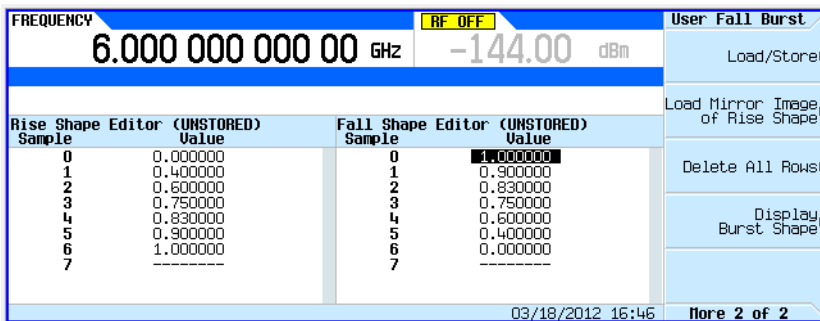 FREQUENCY
6.000 000 000 00 GHz
RF OFF
-144.00 dBm
Rise Shape Editor (UNSTORED)
Sample Value
0 0.000000
1 0.400000
2 0.600000
3 0.750000
4 0.830000
5 0.900000
6 1.000000
7 --------
Fall Shape Editor (UNSTORED)
Sample Value
0 1.000000
1 0.900000
2 0.830000
3 0.750000
4 0.600000
5 0.400000
6 0.000000
7 --------
03/18/2012 16:46
User Fall Burst
Load/Store
Load Mirror Image
of Rise Shape
Delete All Rows
Display
Burst Shape
More 2 of 2